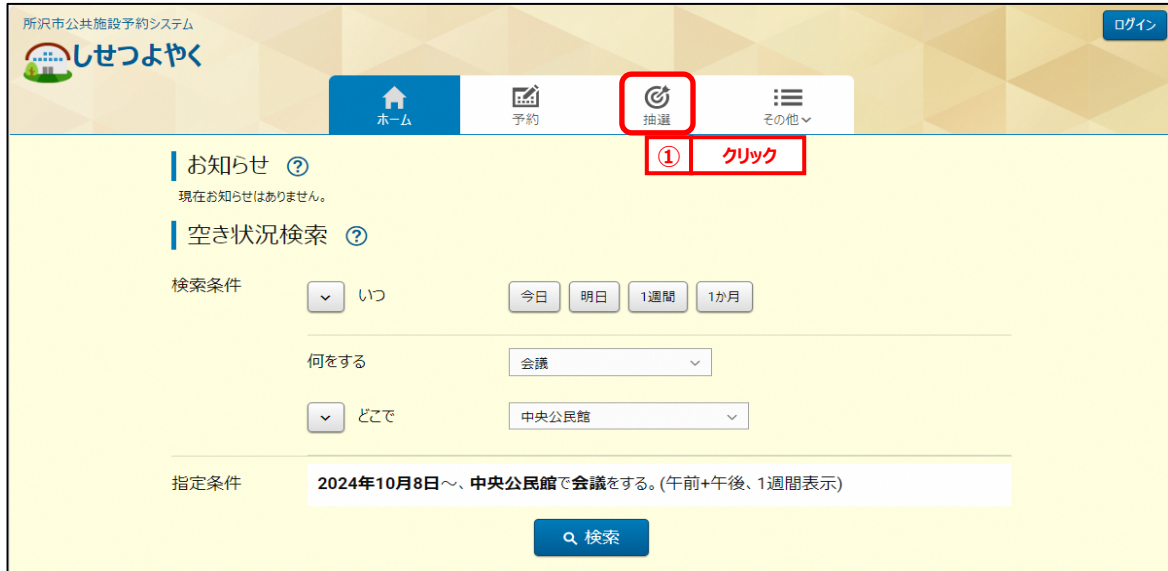 所沢市公共施設予約システム
しせつよやく
ログイン
ホーム
予約
抽選
その他
① クリック
お知らせ ?
現在お知らせはありません。
空き状況検索 ?
検索条件
いつ
今日 明日 1週間 1か月
何をする
会議
どこで
中央公民館
指定条件
2024年10月8日～、中央公民館で会議をする。(午前+午後、1週間表示)
検索